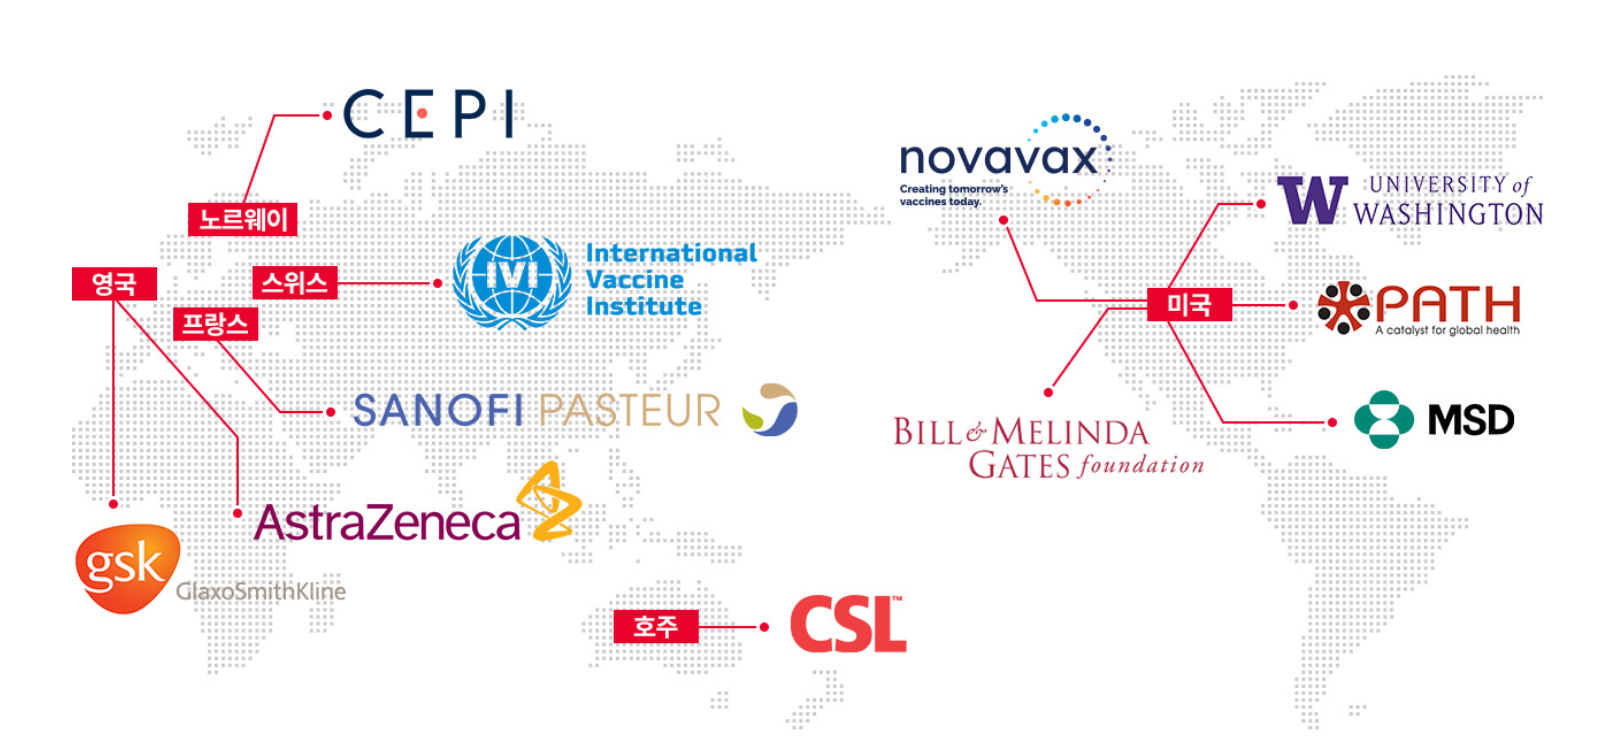 CEPI
노르웨이
영국
스위스
IVI
International
Vaccine
Institute
프랑스
SANOFI PASTEUR
AstraZeneca
gsk
GlaxoSmithKline
호주
CSL™
novavax
Creating tomorrow's
vaccines today.
W
UNIVERSITY of
WASHINGTON
미국
PATH
A catalyst for global health
BILL & MELINDA
GATES foundation
MSD